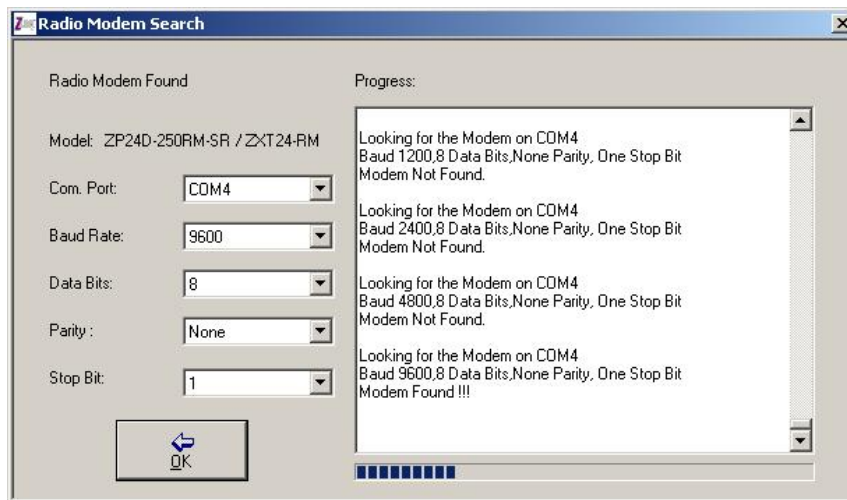 Radio Modem Search
Radio Modem Found
Model: ZP24D-250RM-SR / ZXT24-RM
Com. Port: COM4
Baud Rate: 9600
Data Bits: 8
Parity : None
Stop Bit: 1
OK
Progress:
Looking for the Modem on COM4
Baud 1200,8 Data Bits,None Parity, One Stop Bit
Modem Not Found.
Looking for the Modem on COM4
Baud 2400,8 Data Bits,None Parity, One Stop Bit
Modem Not Found.
Looking for the Modem on COM4
Baud 4800,8 Data Bits,None Parity, One Stop Bit
Modem Not Found.
Looking for the Modem on COM4
Baud 9600,8 Data Bits,None Parity, One Stop Bit
Modem Found !!!